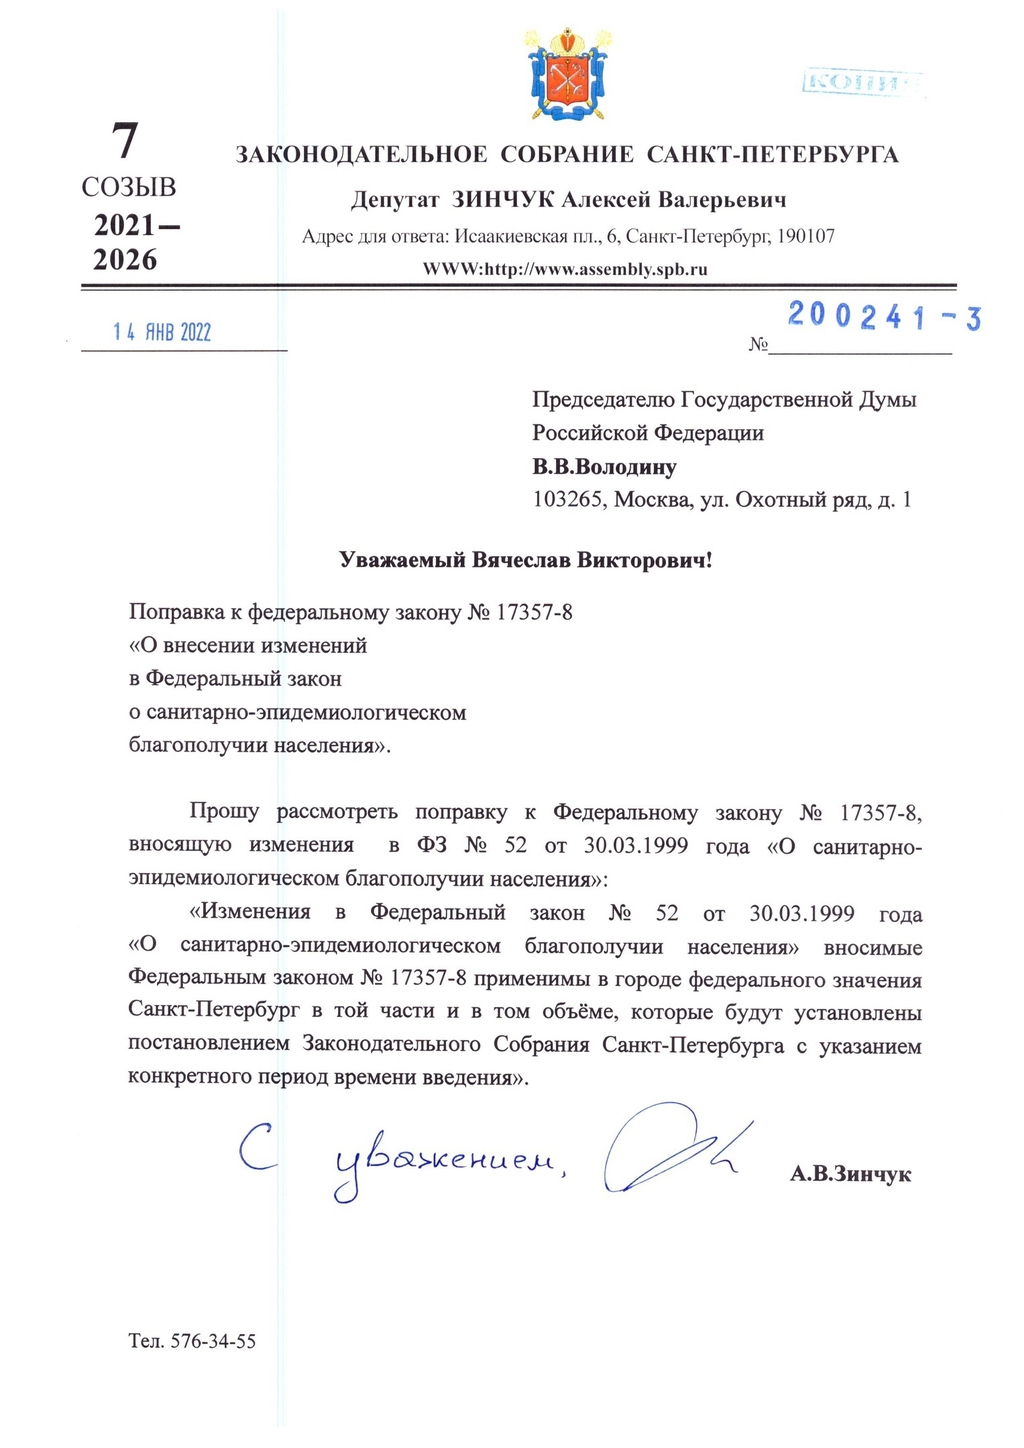 КОПИЯ
7
СОЗЫВ
2021—
2026
ЗАКОНОДАТЕЛЬНОЕ СОБРАНИЕ САНКТ-ПЕТЕРБУРГА
Депутат ЗИНЧУК Алексей Валерьевич
Адрес для ответа: Исаакиевская пл., 6, Санкт-Петербург, 190107
WWW:http://www.assembly.spb.ru
14 ЯНВ 2022
№ 200241-3
Председателю Государственной Думы
Российской Федерации
В.В.Володину
103265, Москва, ул. Охотный ряд, д. 1
Уважаемый Вячеслав Викторович!
Поправка к федеральному закону № 17357-8
«О внесении изменений
в Федеральный закон
о санитарно-эпидемиологическом
благополучии населения».
Прошу рассмотреть поправку к Федеральному закону № 17357-8,
вносящую изменения в ФЗ № 52 от 30.03.1999 года «О санитарно-
эпидемиологическом благополучии населения»:
«Изменения в Федеральный закон № 52 от 30.03.1999 года
«О санитарно-эпидемиологическом благополучии населения» вносимые
Федеральным законом № 17357-8 применимы в городе федерального значения
Санкт-Петербург в той части и в том объёме, которые будут установлены
постановлением Законодательного Собрания Санкт-Петербурга с указанием
конкретного период времени введения».
С уважением,
А.В.Зинчук
Тел. 576-34-55